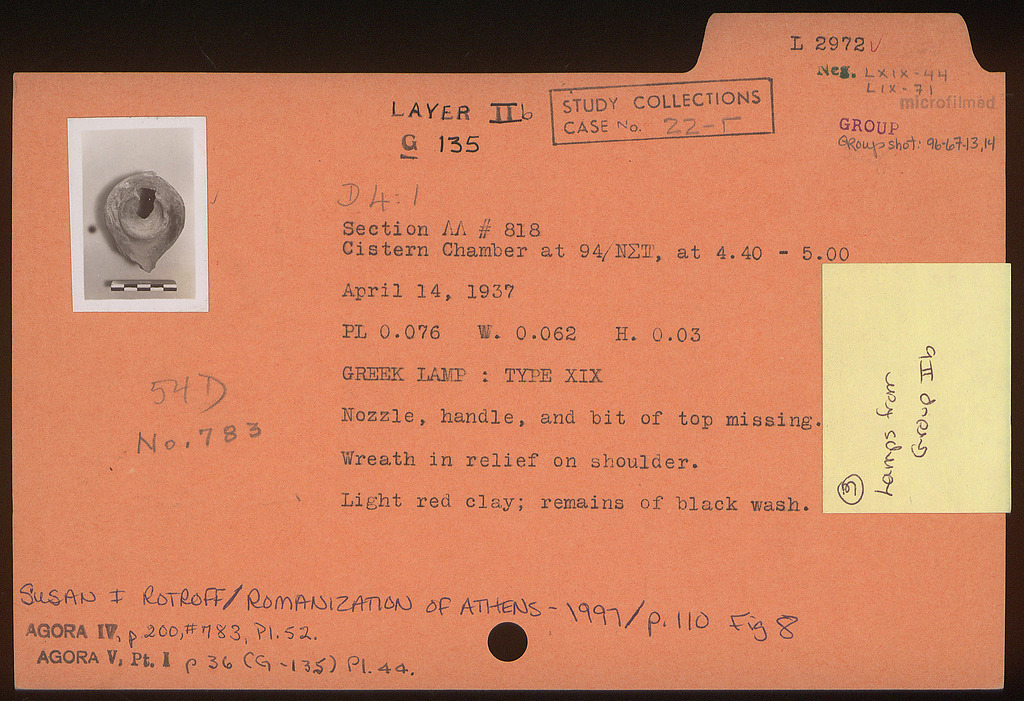 L 2972 ✓
Neg. LXIX-44
LIX-71
microfilmed
GROUP
Group shot: 96-67-13,14
LAYER IIb
G 135
STUDY COLLECTIONS
CASE No. 22-5
D 4:1
Section ΛΛ # 818
Cistern Chamber at 94/ΝΣΤ, at 4.40 - 5.00
April 14, 1937
PL 0.076 W. 0.062 H. 0.03
GREEK LAMP : TYPE XIX
Nozzle, handle, and bit of top missing.
Wreath in relief on shoulder.
Light red clay; remains of black wash.
54D
No. 783
Lamps from
Group IIb
SUSAN I ROTROFF/ROMANIZATION OF ATHENS - 1997/p.110 Fig 8
AGORA IV, p 200, #783, Pl. 52.
AGORA V, Pt. I p 36 (G-135) Pl. 44.